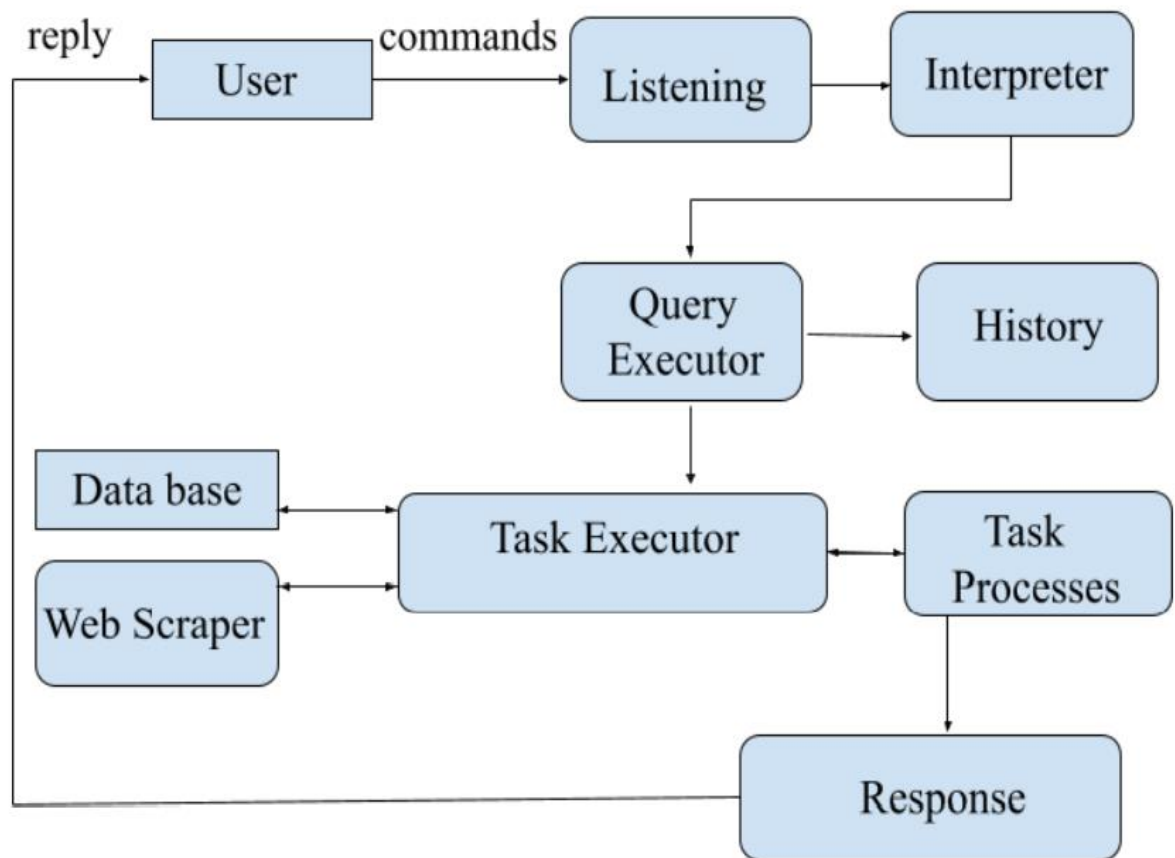 reply
commands
User
Listening
Interpreter
Query
Executor
History
Data base
Task Executor
Task
Processes
Web Scraper
Response